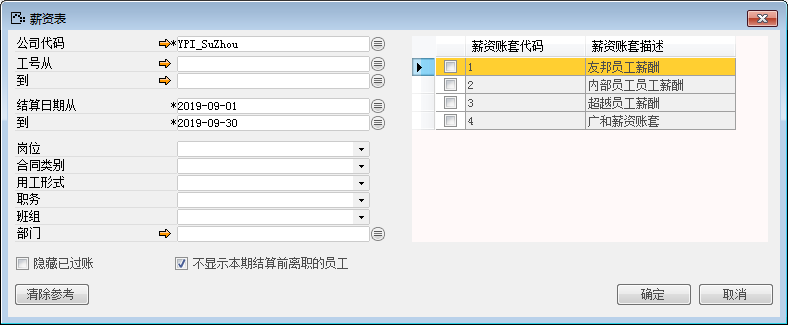 薪资表
公司代码 *YPI_SuZhou
工号从
到
结算日期从 *2019-09-01
到 *2019-09-30
岗位
合同类别
用工形式
职务
班组
部门
隐藏已过账 不显示本期结算前离职的员工
清除参考
薪资账套代码 薪资账套描述
1 友邦员工薪酬
2 内部员工员工薪酬
3 超越员工薪酬
4 广和薪资账套
确定 取消